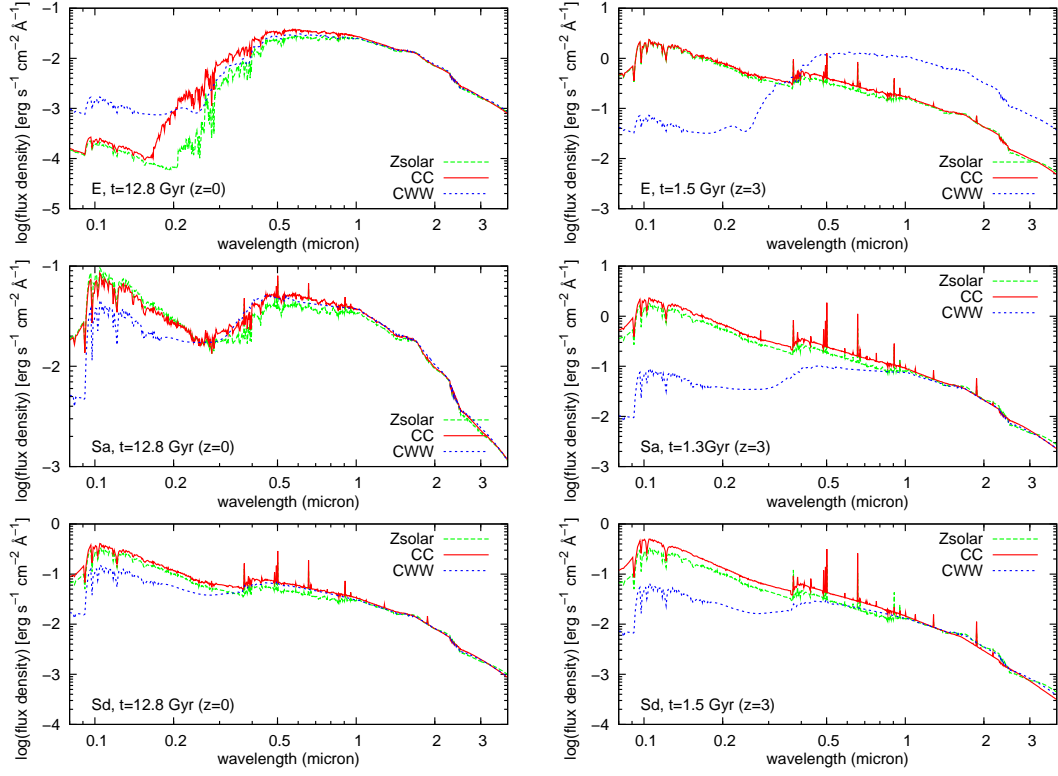 log(flux density) [erg s⁻¹ cm⁻² Å⁻¹]
−1
−2
−3
−4
−5
Zsolar
CC
CWW
E, t=12.8 Gyr (z=0)
0.1 0.2 0.5 1 2 3
wavelength (micron)
log(flux density) [erg s⁻¹ cm⁻² Å⁻¹]
1
0
−1
−2
−3
Zsolar
CC
CWW
E, t=1.5 Gyr (z=3)
0.1 0.2 0.5 1 2 3
wavelength (micron)
log(flux density) [erg s⁻¹ cm⁻² Å⁻¹]
−1
−2
−3
Zsolar
CC
CWW
Sa, t=12.8 Gyr (z=0)
0.1 0.2 0.5 1 2 3
wavelength (micron)
log(flux density) [erg s⁻¹ cm⁻² Å⁻¹]
1
0
−1
−2
−3
Zsolar
CC
CWW
Sa, t=1.3Gyr (z=3)
0.1 0.2 0.5 1 2 3
wavelength (micron)
log(flux density) [erg s⁻¹ cm⁻² Å⁻¹]
0
−1
−2
−3
−4
Zsolar
CC
CWW
Sd, t=12.8 Gyr (z=0)
0.1 0.2 0.5 1 2 3
wavelength (micron)
log(flux density) [erg s⁻¹ cm⁻² Å⁻¹]
0
−1
−2
−3
−4
Zsolar
CC
CWW
Sd, t=1.5 Gyr (z=3)
0.1 0.2 0.5 1 2 3
wavelength (micron)